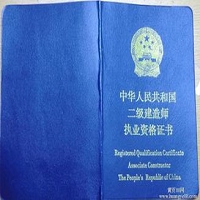 中华人民共和国
二级建造师
执业资格证书
Registered Qualification Certificate
Associate Constructor
The People's Republic of China